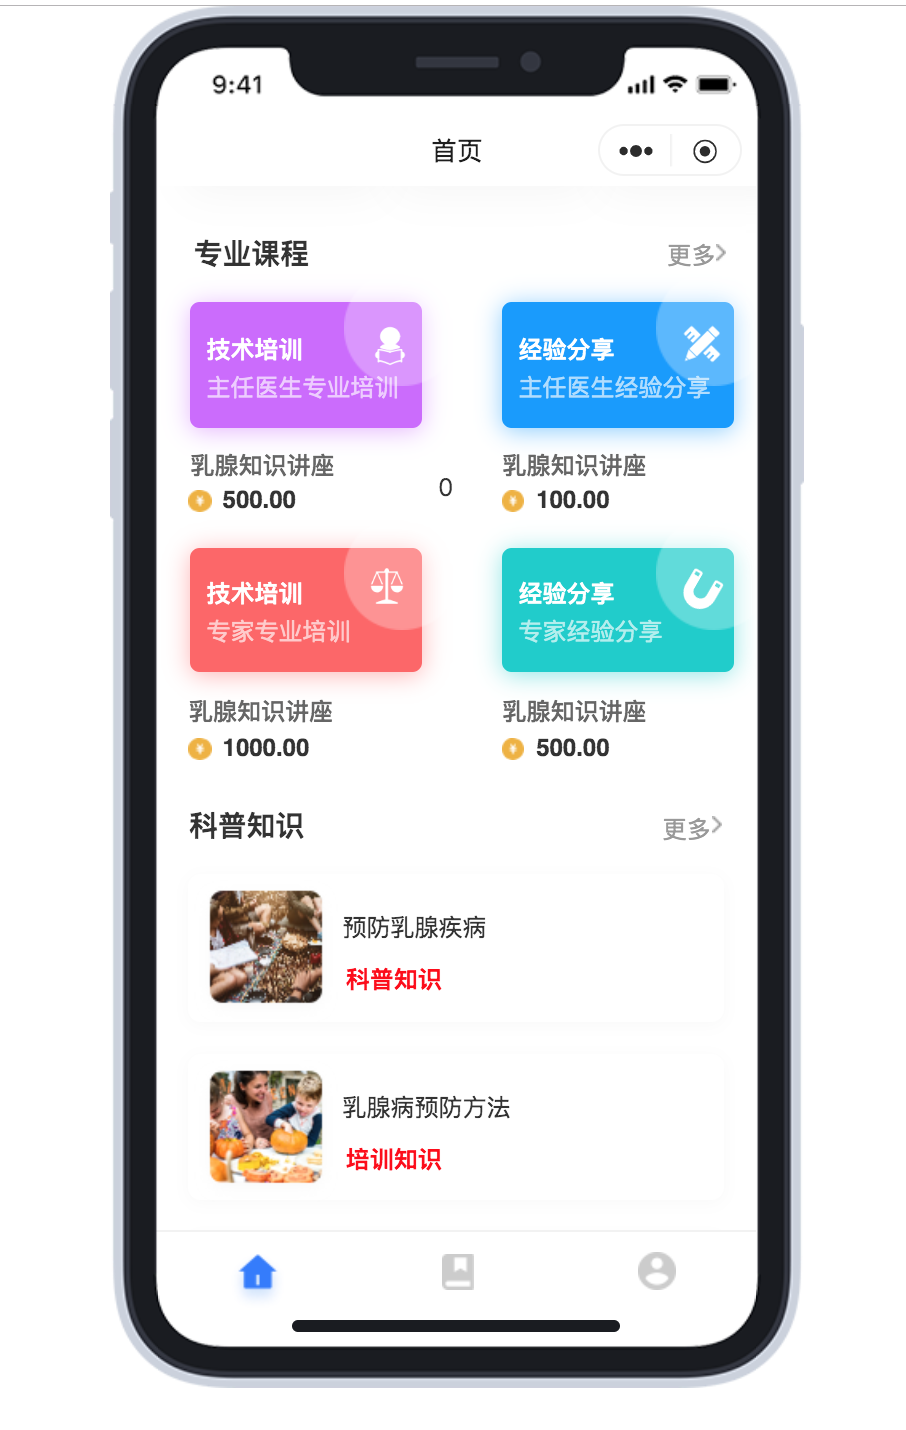 9:41
首页
专业课程
更多
技术培训
主任医生专业培训
经验分享
主任医生经验分享
乳腺知识讲座
500.00
0
乳腺知识讲座
100.00
技术培训
专家专业培训
经验分享
专家经验分享
乳腺知识讲座
1000.00
乳腺知识讲座
500.00
科普知识
更多
预防乳腺疾病
科普知识
乳腺病预防方法
培训知识